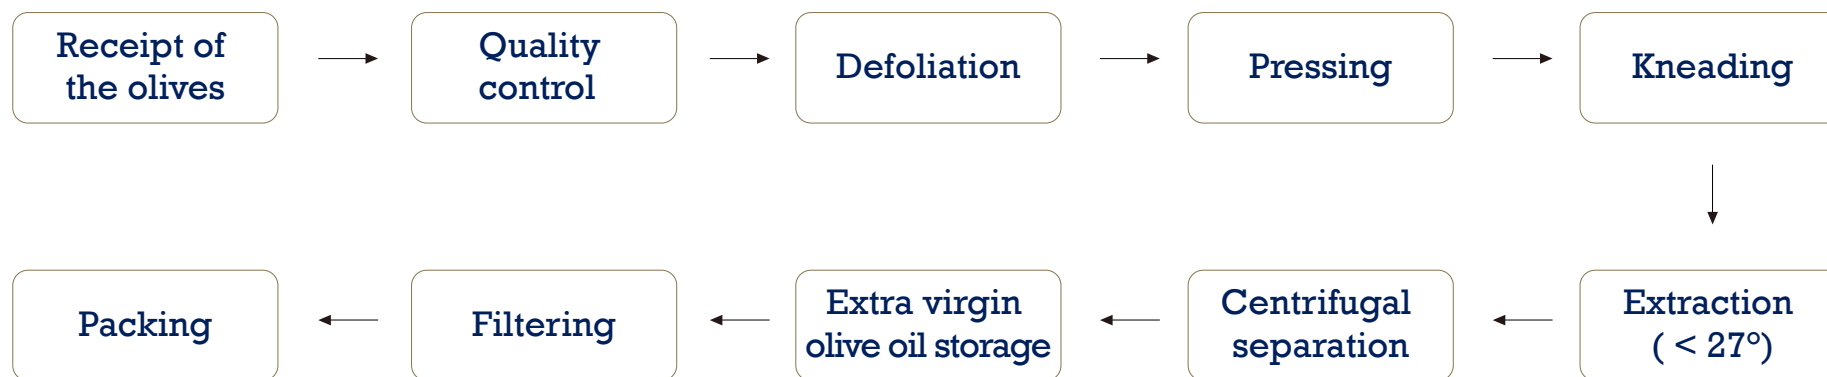 Receipt of
the olives
Quality
control
Defoliation
Pressing
Kneading
Extraction
( < 27°)
Centrifugal
separation
Extra virgin
olive oil storage
Filtering
Packing